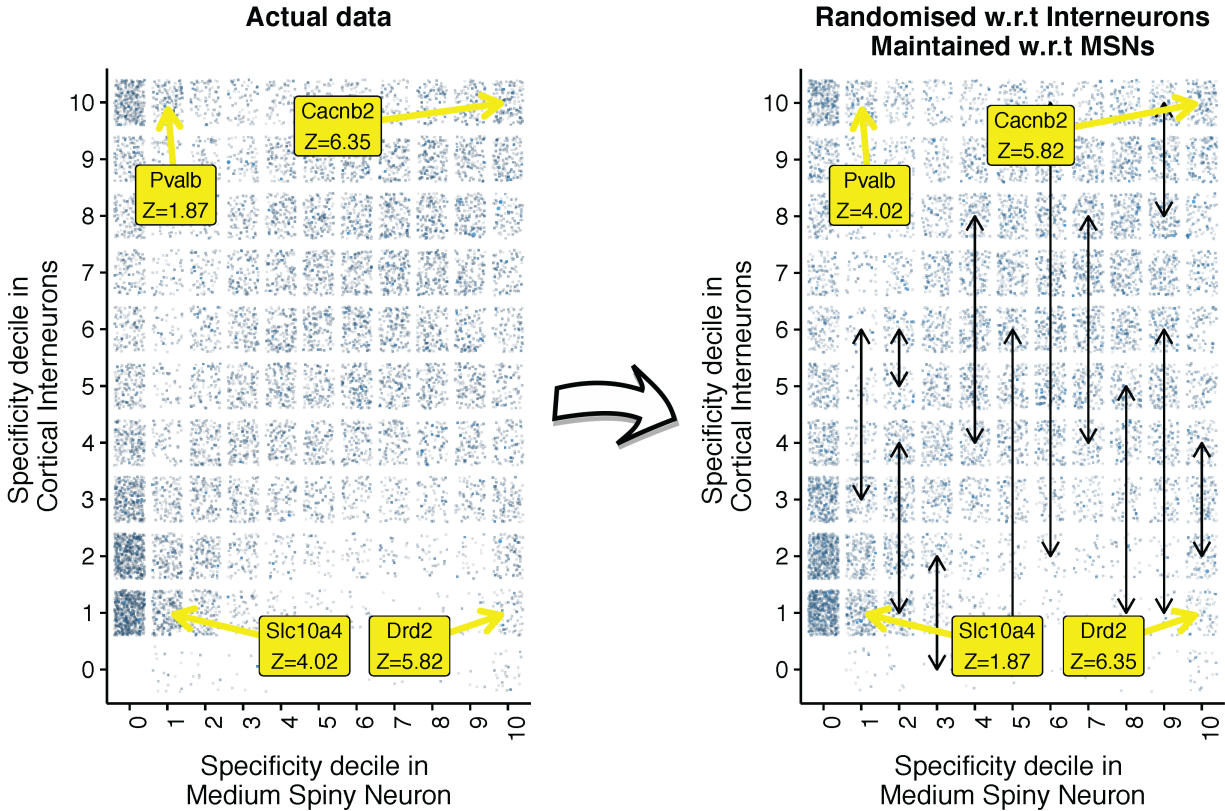 Actual data
10
9
8
7
6
5
4
3
2
1
0
Specificity decile in
Cortical Interneurons
Cacnb2
Z=6.35
Pvalb
Z=1.87
Slc10a4
Z=4.02
Drd2
Z=5.82
0 1 2 3 4 5 6 7 8 9 10
Specificity decile in
Medium Spiny Neuron
Randomised w.r.t Interneurons
Maintained w.r.t MSNs
10
9
8
7
6
5
4
3
2
1
0
Specificity decile in
Cortical Interneurons
Cacnb2
Z=5.82
Pvalb
Z=4.02
Slc10a4
Z=1.87
Drd2
Z=6.35
0 1 2 3 4 5 6 7 8 9 10
Specificity decile in
Medium Spiny Neuron